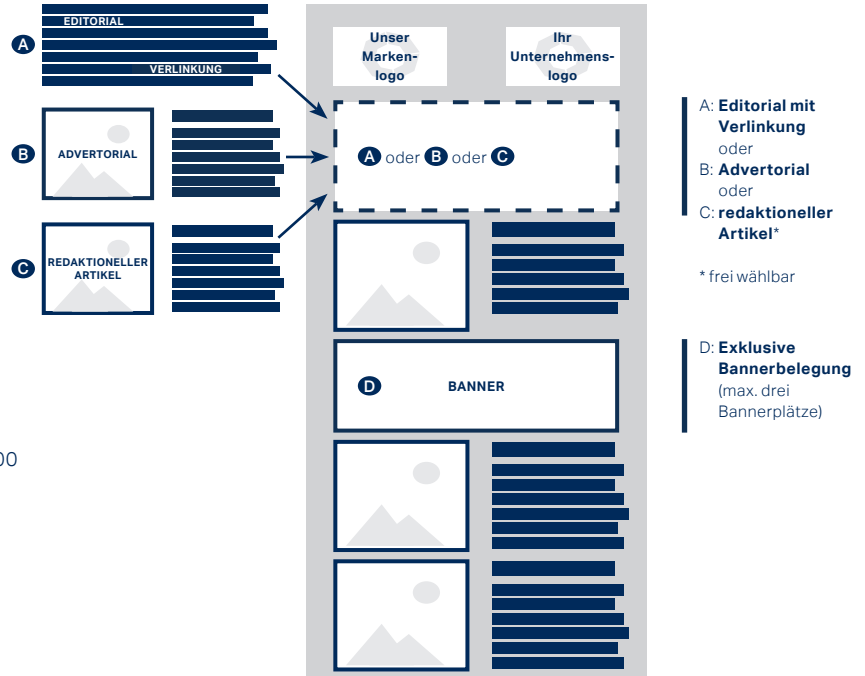 EDITORIAL
A
VERLINKUNG
B
ADVERTORIAL
C
REDAKTIONELLER
ARTIKEL
00
Unser
Marken-
logo
Ihr
Unternehmens-
logo
A oder B oder C
D BANNER
A: Editorial mit
Verlinkung
oder
B: Advertorial
oder
C: redaktioneller
Artikel*
* frei wählbar
D: Exklusive
Bannerbelegung
(max. drei
Bannerplätze)